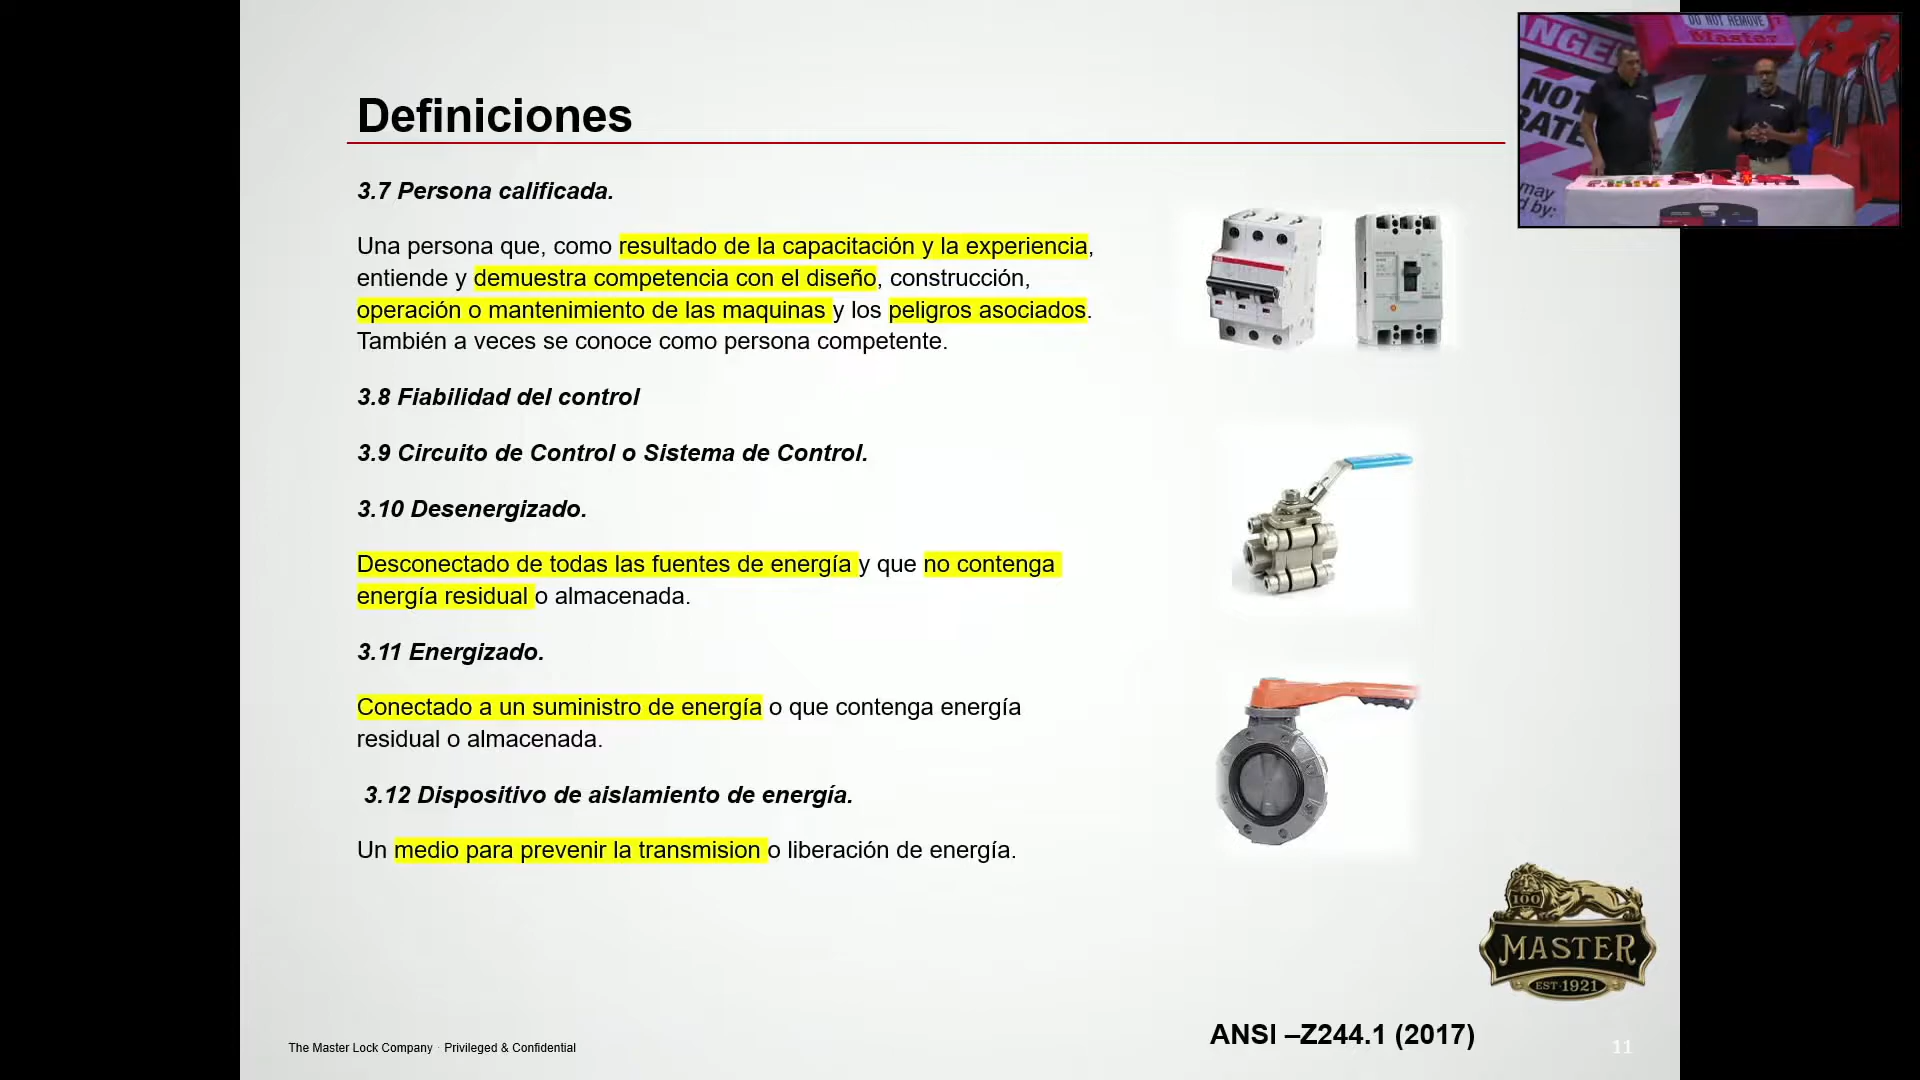 Definiciones
3.7 Persona calificada.
Una persona que, como resultado de la capacitación y la experiencia,
entiende y demuestra competencia con el diseño, construcción,
operación o mantenimiento de las maquinas y los peligros asociados.
También a veces se conoce como persona competente.
3.8 Fiabilidad del control
3.9 Circuito de Control o Sistema de Control.
3.10 Desenergizado.
Desconectado de todas las fuentes de energía y que no contenga
energía residual o almacenada.
3.11 Energizado.
Conectado a un suministro de energía o que contenga energía
residual o almacenada.
3.12 Dispositivo de aislamiento de energía.
Un medio para prevenir la transmision o liberación de energía.
DO NOT REMOVE
Master
NGE
NOT
RATE
may
d by:
100
MASTER
EST·1921
ANSI –Z244.1 (2017)
The Master Lock Company · Privileged & Confidential
11